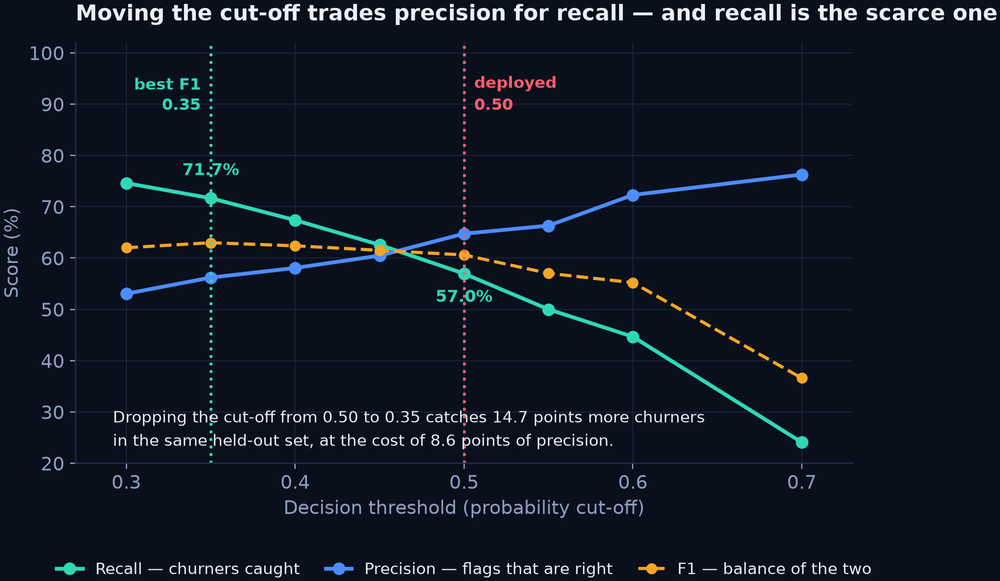 Moving the cut-off trades precision for recall — and recall is the scarce one
100
90
80
70
60
50
40
30
20
Score (%)
best F1
0.35
deployed
0.50
71.7%
57.0%
Dropping the cut-off from 0.50 to 0.35 catches 14.7 points more churners
in the same held-out set, at the cost of 8.6 points of precision.
0.3 0.4 0.5 0.6 0.7
Decision threshold (probability cut-off)
Recall — churners caught Precision — flags that are right F1 — balance of the two